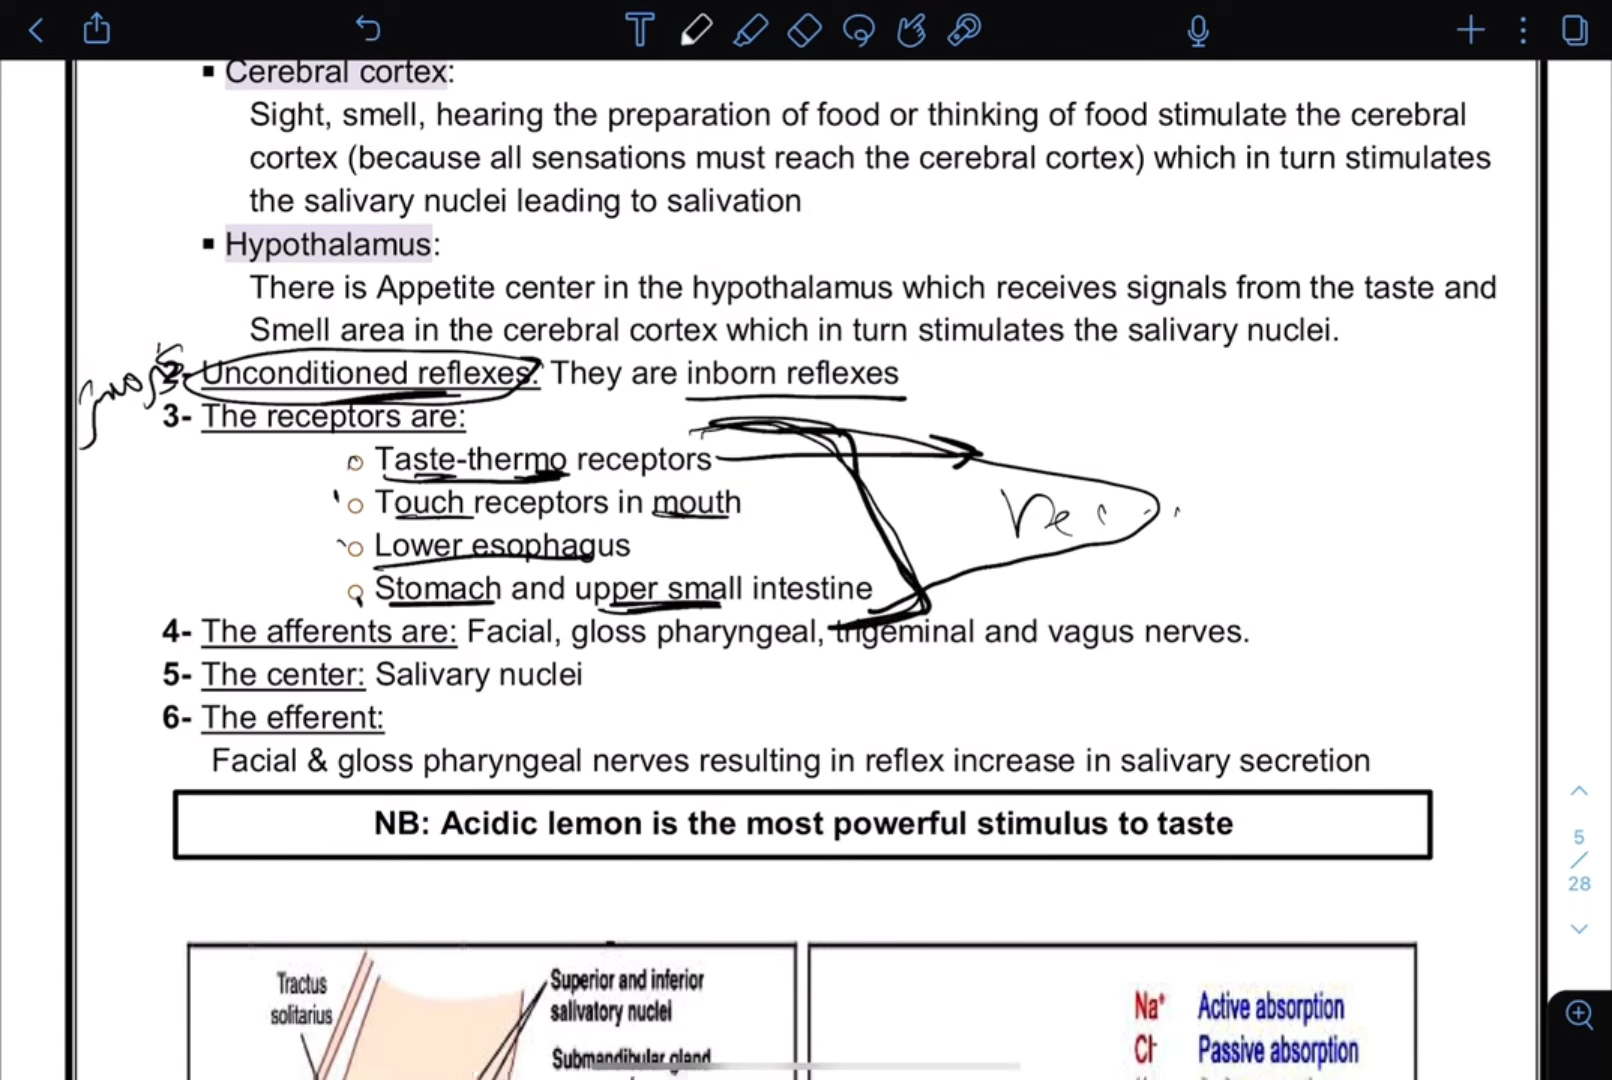 ▪ Cerebral cortex:
Sight, smell, hearing the preparation of food or thinking of food stimulate the cerebral
cortex (because all sensations must reach the cerebral cortex) which in turn stimulates
the salivary nuclei leading to salivation
▪ Hypothalamus:
There is Appetite center in the hypothalamus which receives signals from the taste and
Smell area in the cerebral cortex which in turn stimulates the salivary nuclei.
2- Unconditioned reflexes: They are inborn reflexes
3- The receptors are:
o Taste-thermo receptors
o Touch receptors in mouth
o Lower esophagus
o Stomach and upper small intestine
4- The afferents are: Facial, gloss pharyngeal, trigeminal and vagus nerves.
5- The center: Salivary nuclei
6- The efferent:
Facial & gloss pharyngeal nerves resulting in reflex increase in salivary secretion
NB: Acidic lemon is the most powerful stimulus to taste
5
/
28
Tractus
solitarius
Superior and inferior
salivatory nuclei
Submandibular gland
Na⁺ Active absorption
Cl⁻ Passive absorption